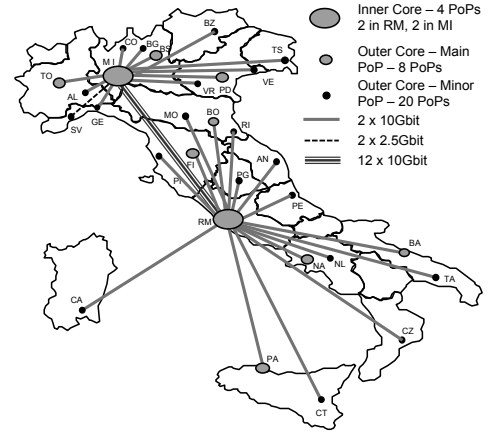 Inner Core – 4 PoPs
2 in RM, 2 in MI
Outer Core – Main
PoP – 8 PoPs
Outer Core – Minor
PoP – 20 PoPs
2 x 10Gbit
2 x 2.5Gbit
12 x 10Gbit
BZ
CO
BG
BS
TS
M I
TO
VE
AL
VR
PD
SV
GE
MO
BO
RI
FI
AN
PI
PG
PE
RM
BA
NA
NL
TA
CA
CZ
PA
CT